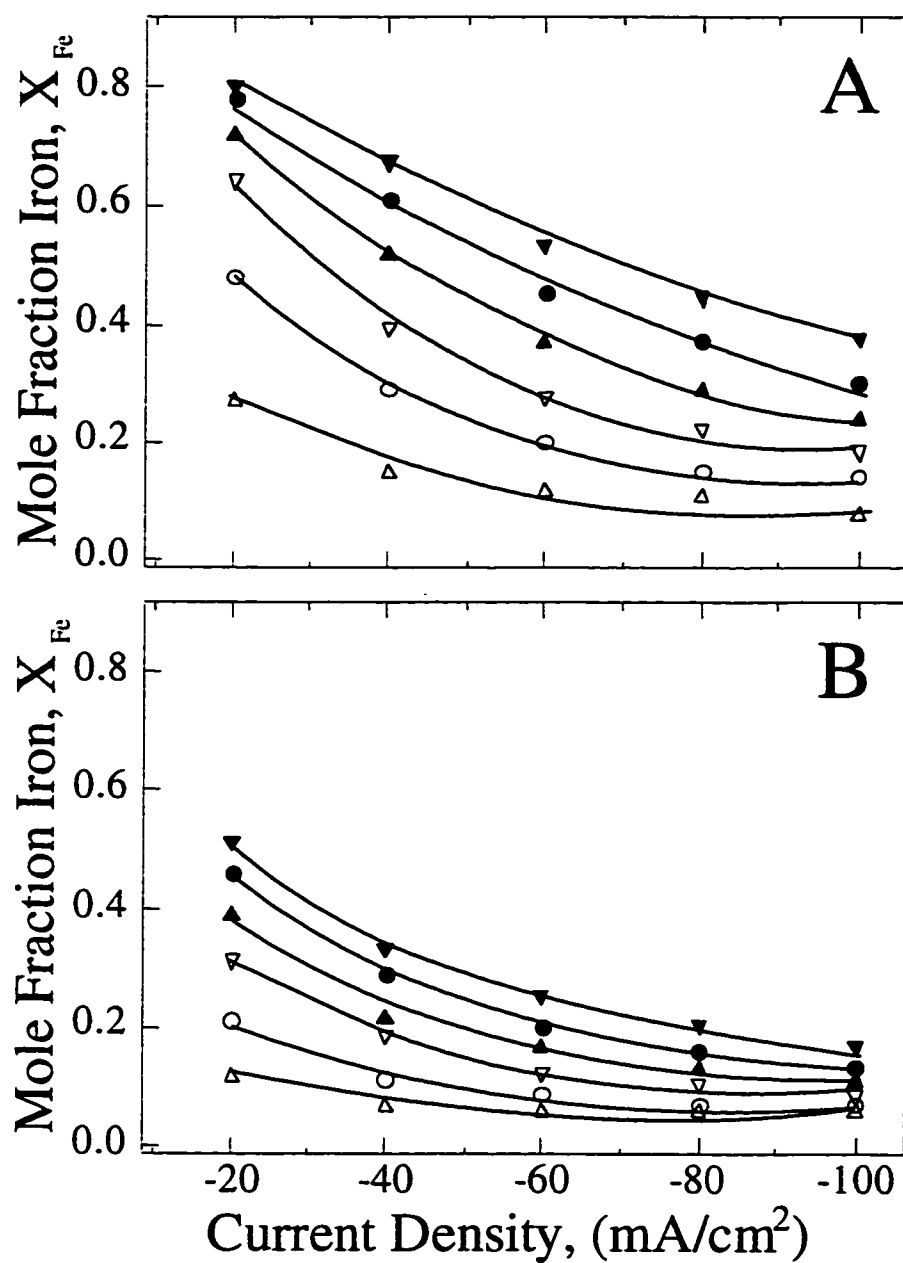 A
Mole Fraction Iron, X_Fe
0.8
0.6
0.4
0.2
0.0
B
Mole Fraction Iron, X_Fe
0.8
0.6
0.4
0.2
0.0
-20 -40 -60 -80 -100
Current Density, (mA/cm²)